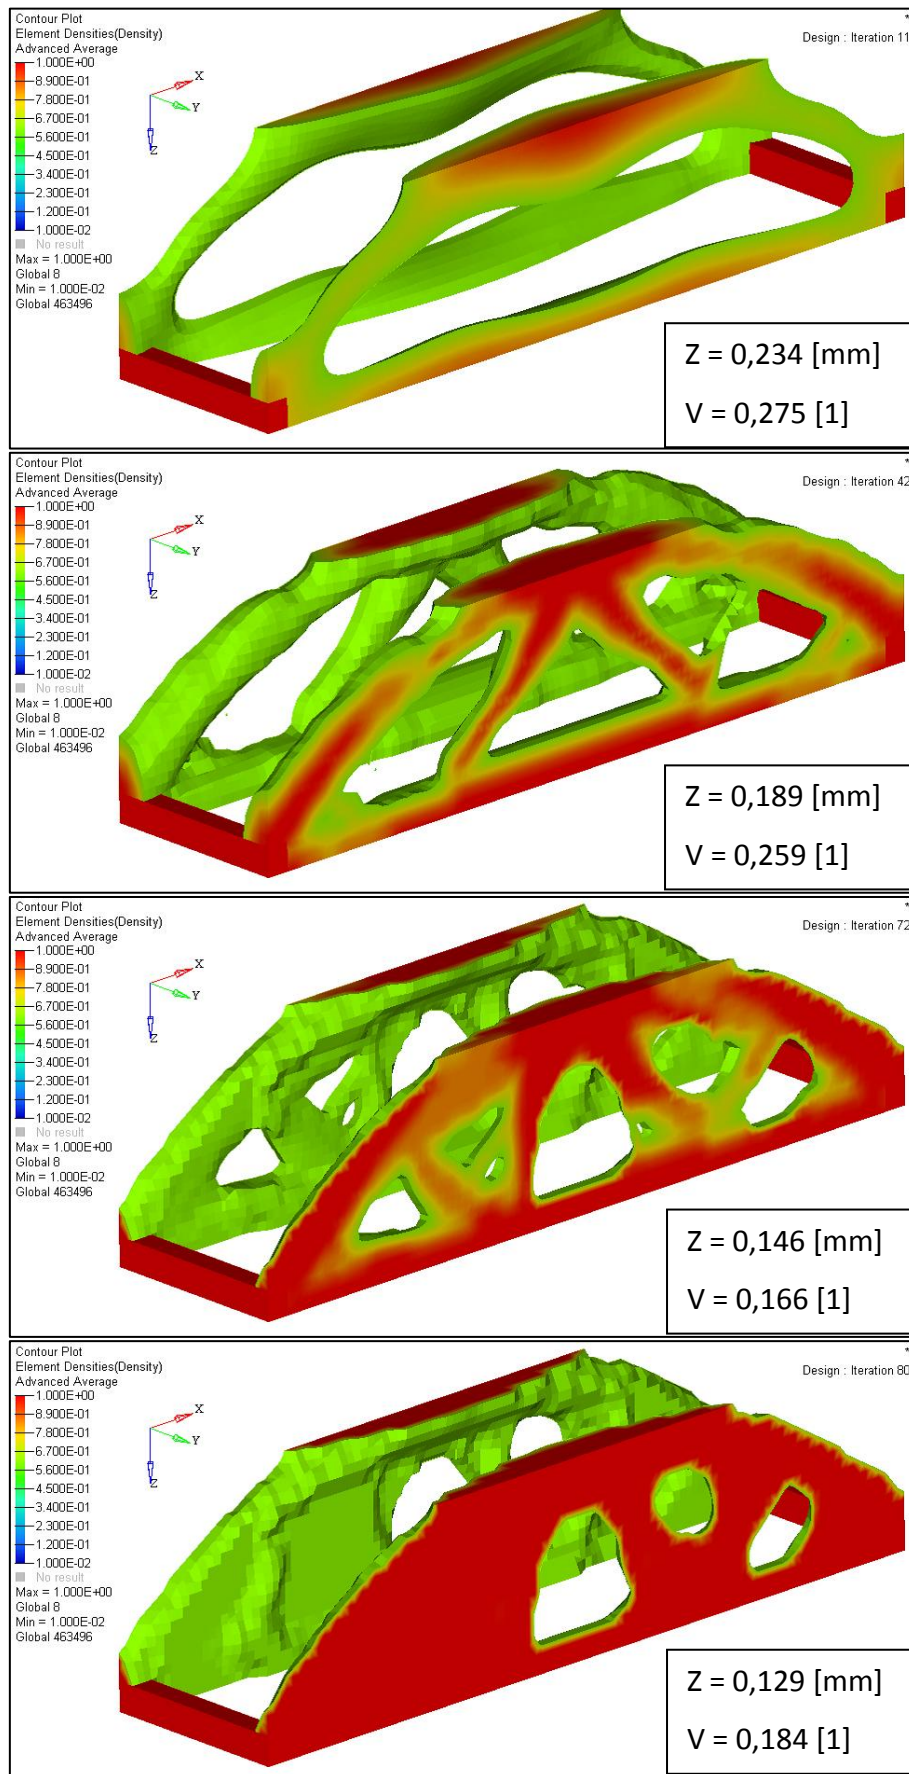 Contour Plot
Element Densities(Density)
Advanced Average
1.000E+00
8.900E-01
7.800E-01
6.700E-01
5.600E-01
4.500E-01
3.400E-01
2.300E-01
1.200E-01
1.000E-02
No result
Max = 1.000E+00
Global 8
Min = 1.000E-02
Global 463496
X
Y
Z
*
Design : Iteration 11
Z = 0,234 [mm]
V = 0,275 [1]
Contour Plot
Element Densities(Density)
Advanced Average
1.000E+00
8.900E-01
7.800E-01
6.700E-01
5.600E-01
4.500E-01
3.400E-01
2.300E-01
1.200E-01
1.000E-02
No result
Max = 1.000E+00
Global 8
Min = 1.000E-02
Global 463496
X
Y
Z
*
Design : Iteration 42
Z = 0,189 [mm]
V = 0,259 [1]
Contour Plot
Element Densities(Density)
Advanced Average
1.000E+00
8.900E-01
7.800E-01
6.700E-01
5.600E-01
4.500E-01
3.400E-01
2.300E-01
1.200E-01
1.000E-02
No result
Max = 1.000E+00
Global 8
Min = 1.000E-02
Global 463496
X
Y
Z
*
Design : Iteration 72
Z = 0,146 [mm]
V = 0,166 [1]
Contour Plot
Element Densities(Density)
Advanced Average
1.000E+00
8.900E-01
7.800E-01
6.700E-01
5.600E-01
4.500E-01
3.400E-01
2.300E-01
1.200E-01
1.000E-02
No result
Max = 1.000E+00
Global 8
Min = 1.000E-02
Global 463496
X
Y
Z
*
Design : Iteration 80
Z = 0,129 [mm]
V = 0,184 [1]